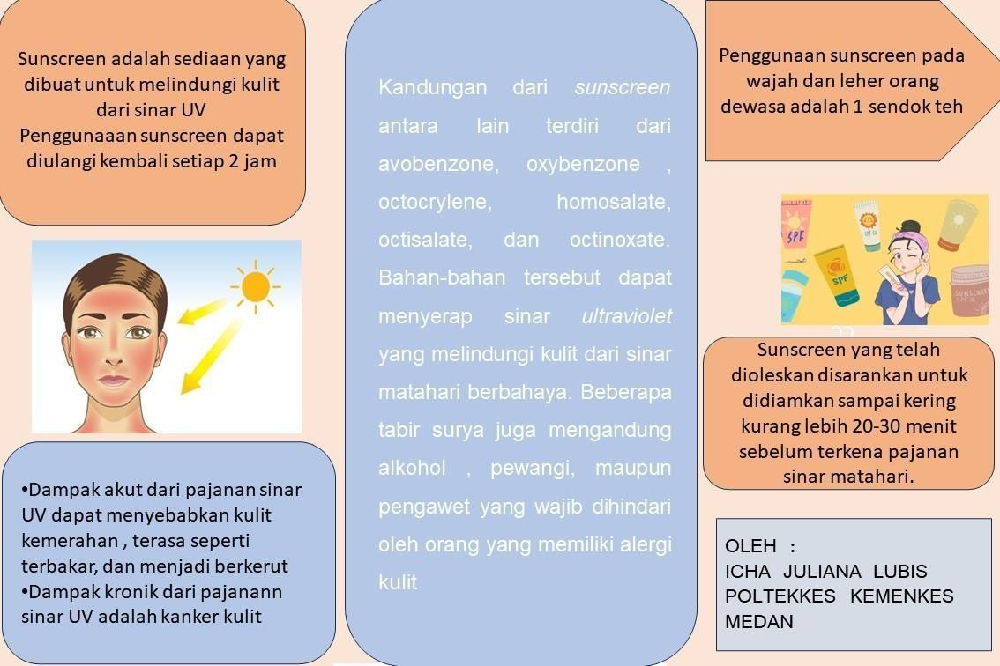 Sunscreen adalah sediaan yang
dibuat untuk melindungi kulit
dari sinar UV
Penggunaaan sunscreen dapat
diulangi kembali setiap 2 jam
•Dampak akut dari pajanan sinar
UV dapat menyebabkan kulit
kemerahan , terasa seperti
terbakar, dan menjadi berkerut
•Dampak kronik dari pajanann
sinar UV adalah kanker kulit
Kandungan dari sunscreen
antara lain terdiri dari
avobenzone, oxybenzone ,
octocrylene, homosalate,
octisalate, dan octinoxate.
Bahan-bahan tersebut dapat
menyerap sinar ultraviolet
yang melindungi kulit dari sinar
matahari berbahaya. Beberapa
tabir surya juga mengandung
alkohol , pewangi, maupun
pengawet yang wajib dihindari
oleh orang yang memiliki alergi
kulit
Penggunaan sunscreen pada
wajah dan leher orang
dewasa adalah 1 sendok teh
SPF
SPF
SUNSCREEN
Sunscreen yang telah
dioleskan disarankan untuk
didiamkan sampai kering
kurang lebih 20-30 menit
sebelum terkena pajanan
sinar matahari.
OLEH :
ICHA JULIANA LUBIS
POLTEKKES KEMENKES
MEDAN